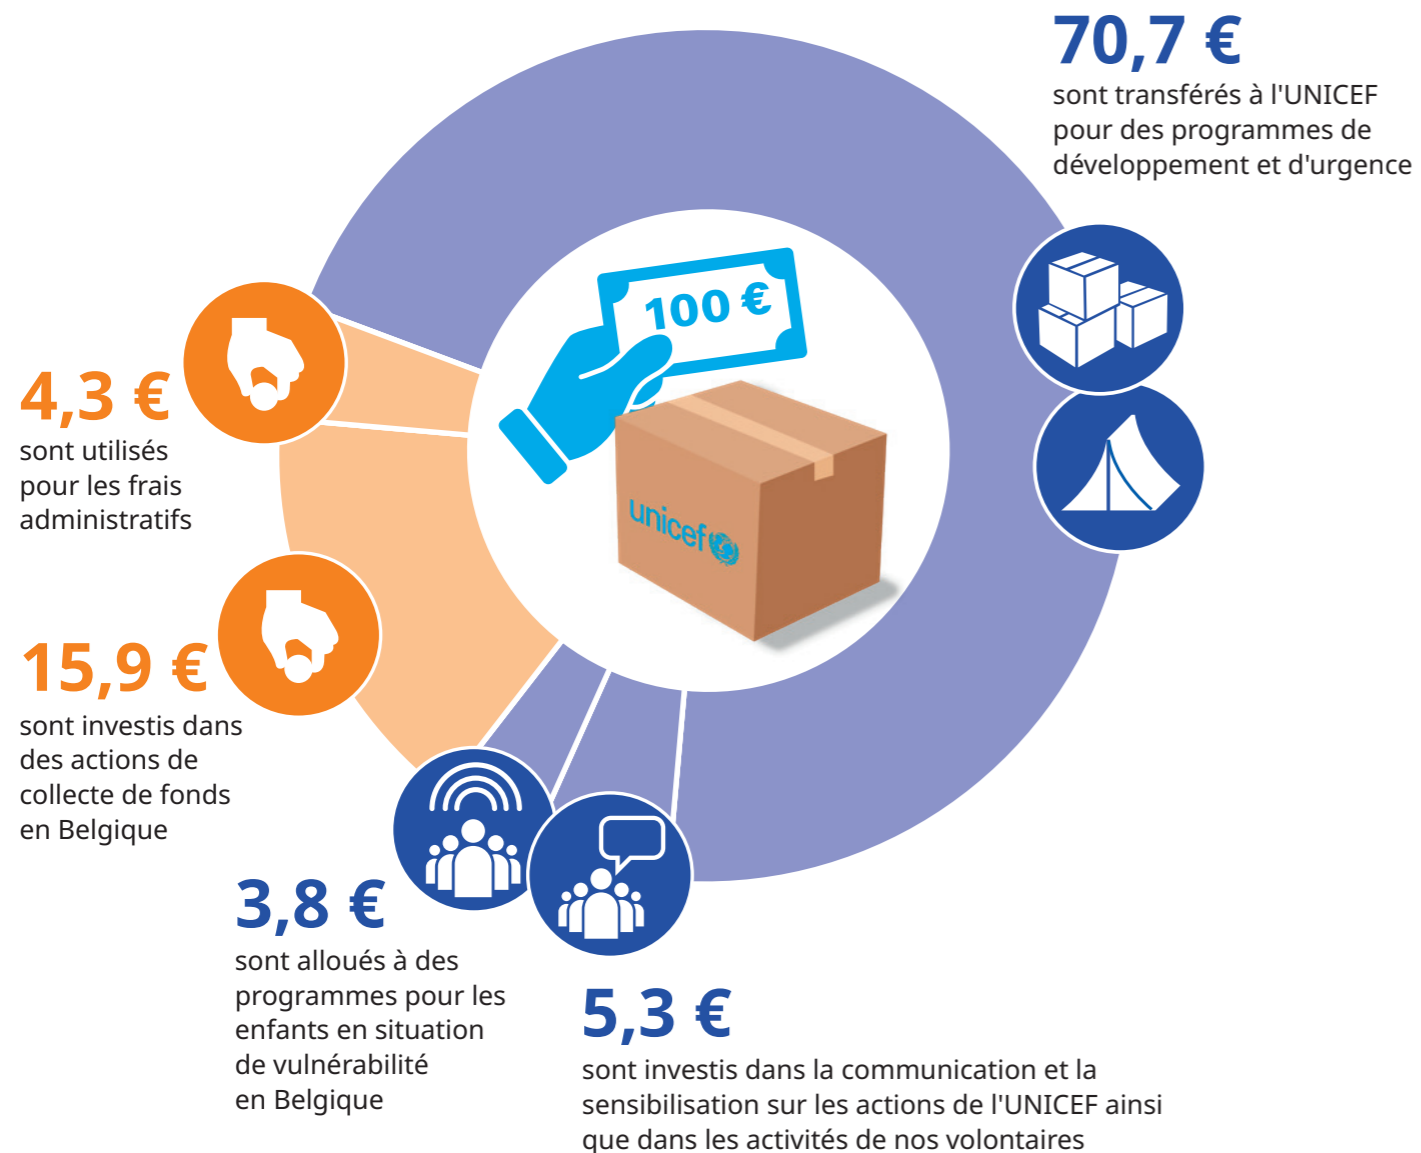 70,7 €
sont transférés à l'UNICEF
pour des programmes de
développement et d'urgence
100 €
unicef
4,3 €
sont utilisés
pour les frais
administratifs
15,9 €
sont investis dans
des actions de
collecte de fonds
en Belgique
3,8 €
sont alloués à des
programmes pour les
enfants en situation
de vulnérabilité
en Belgique
5,3 €
sont investis dans la communication et la
sensibilisation sur les actions de l'UNICEF ainsi
que dans les activités de nos volontaires